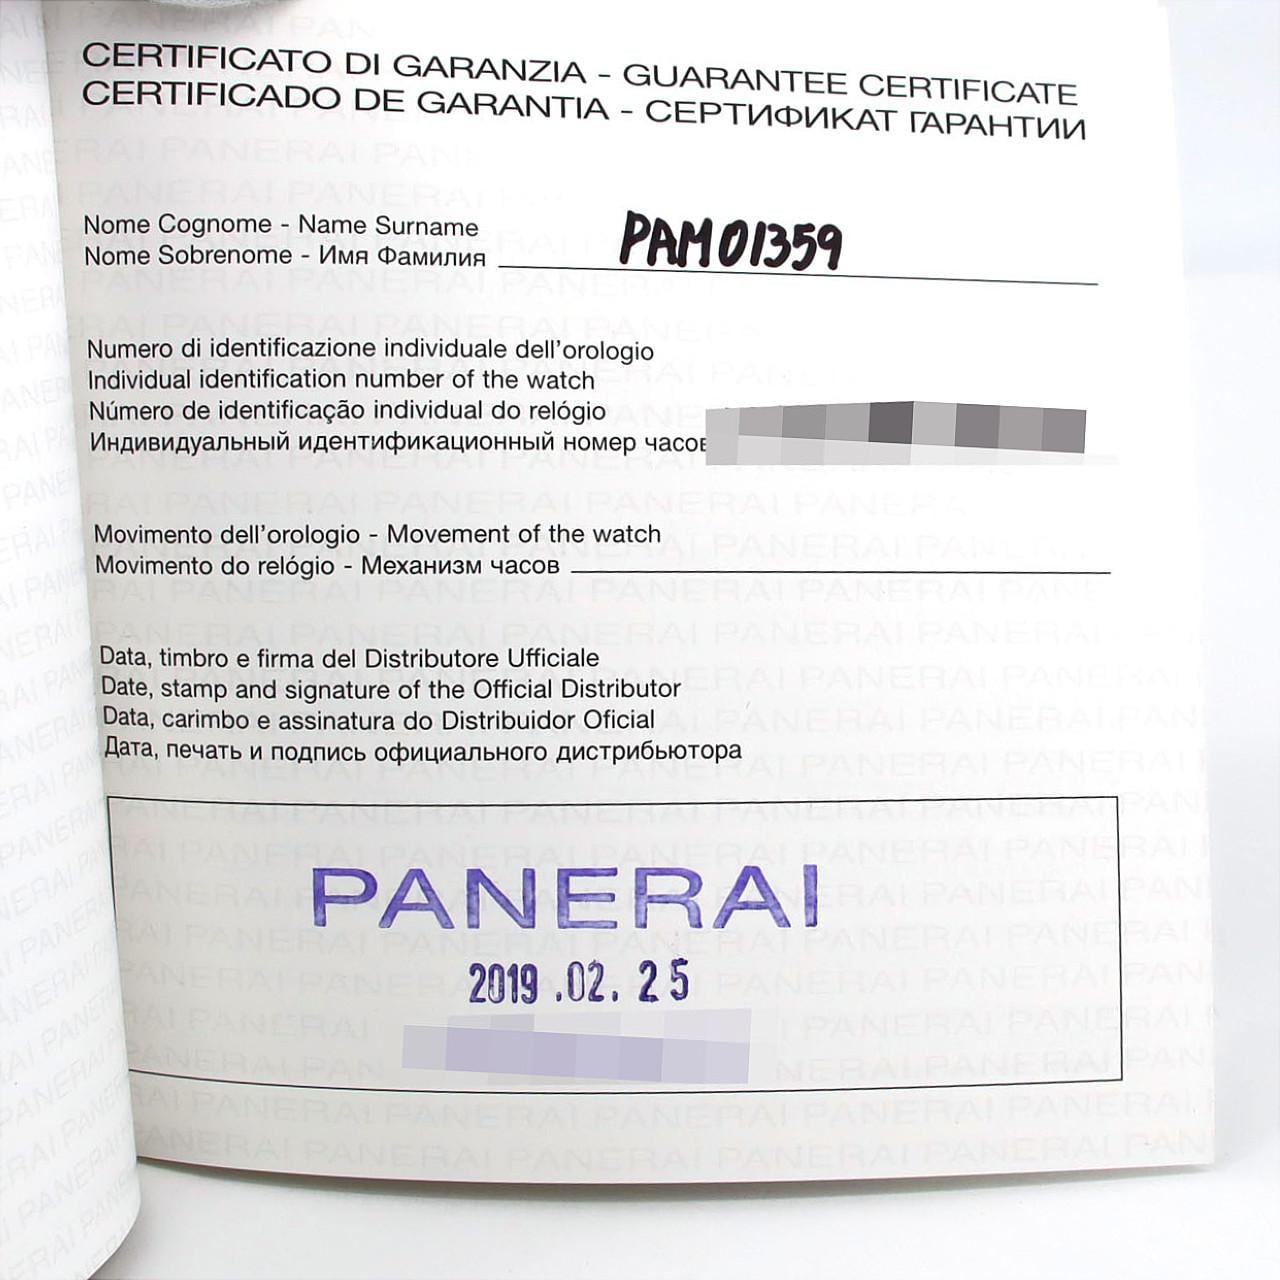 CERTIFICATO DI GARANZIA - GUARANTEE CERTIFICATE
CERTIFICADO DE GARANTIA - СЕРТИФИКАТ ГАРАНТИИ
Nome Cognome - Name Surname
Nome Sobrenome - Имя Фамилия PAM01359
Numero di identificazione individuale dell'orologio
Individual identification number of the watch
Número de identificação individual do relógio
Индивидуальный идентификационный номер часов
Movimento dell'orologio - Movement of the watch
Movimento do relógio - Механизм часов
Data, timbro e firma del Distributore Ufficiale
Date, stamp and signature of the Official Distributor
Data, carimbo e assinatura do Distribuidor Oficial
Дата, печать и подпись официального дистрибьютора
PANERAI
2019.02.25